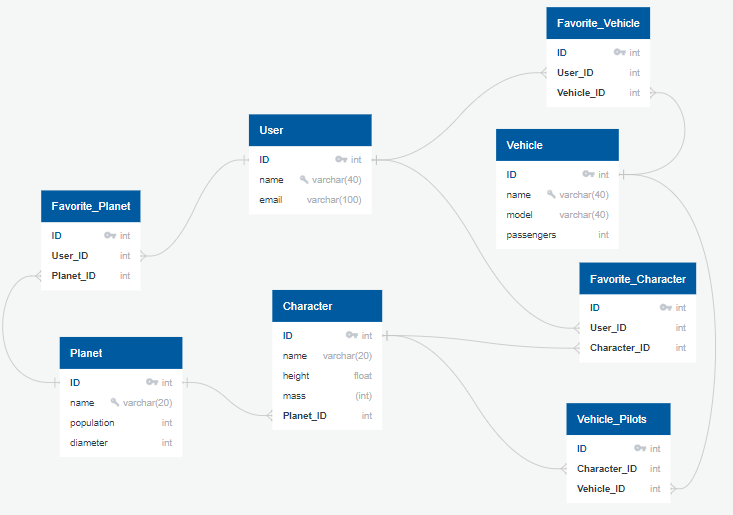 Favorite_Vehicle
ID int
User_ID int
Vehicle_ID int
User
ID int
name varchar(40)
email varchar(100)
Vehicle
ID int
name varchar(40)
model varchar(40)
passengers int
Favorite_Planet
ID int
User_ID int
Planet_ID int
Favorite_Character
ID int
User_ID int
Character_ID int
Character
ID int
name varchar(20)
height float
mass (int)
Planet_ID int
Planet
ID int
name varchar(20)
population int
diameter int
Vehicle_Pilots
ID int
Character_ID int
Vehicle_ID int